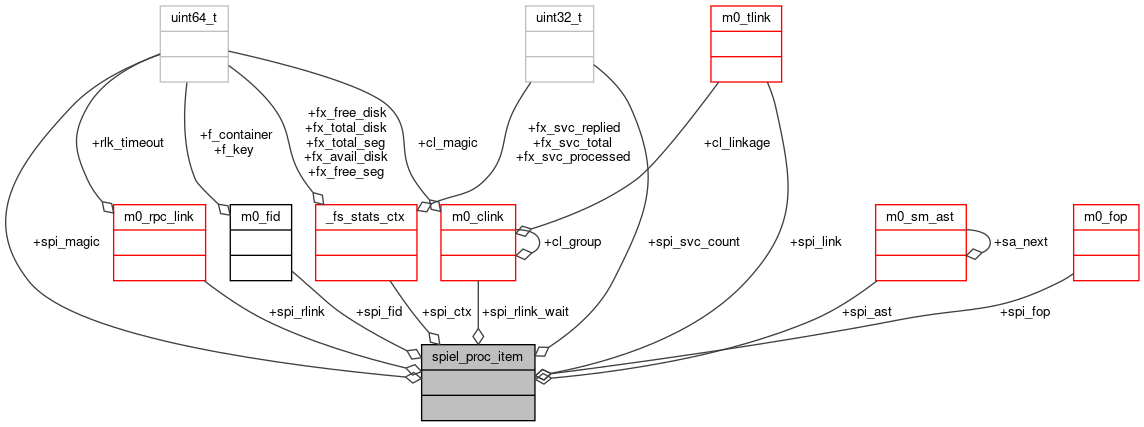 uint64_t
uint32_t
m0_tlink
+rlk_timeout
+f_container
+f_key
+fx_free_disk
+fx_total_disk
+fx_total_seg
+fx_avail_disk
+fx_free_seg
+cl_magic
+fx_svc_replied
+fx_svc_total
+fx_svc_processed
+cl_linkage
m0_rpc_link
m0_fid
_fs_stats_ctx
m0_clink
m0_sm_ast
m0_fop
+spi_magic
+cl_group
+spi_svc_count
+spi_link
+sa_next
+spi_rlink
+spi_fid
+spi_ctx
+spi_rlink_wait
+spi_ast
+spi_fop
spiel_proc_item